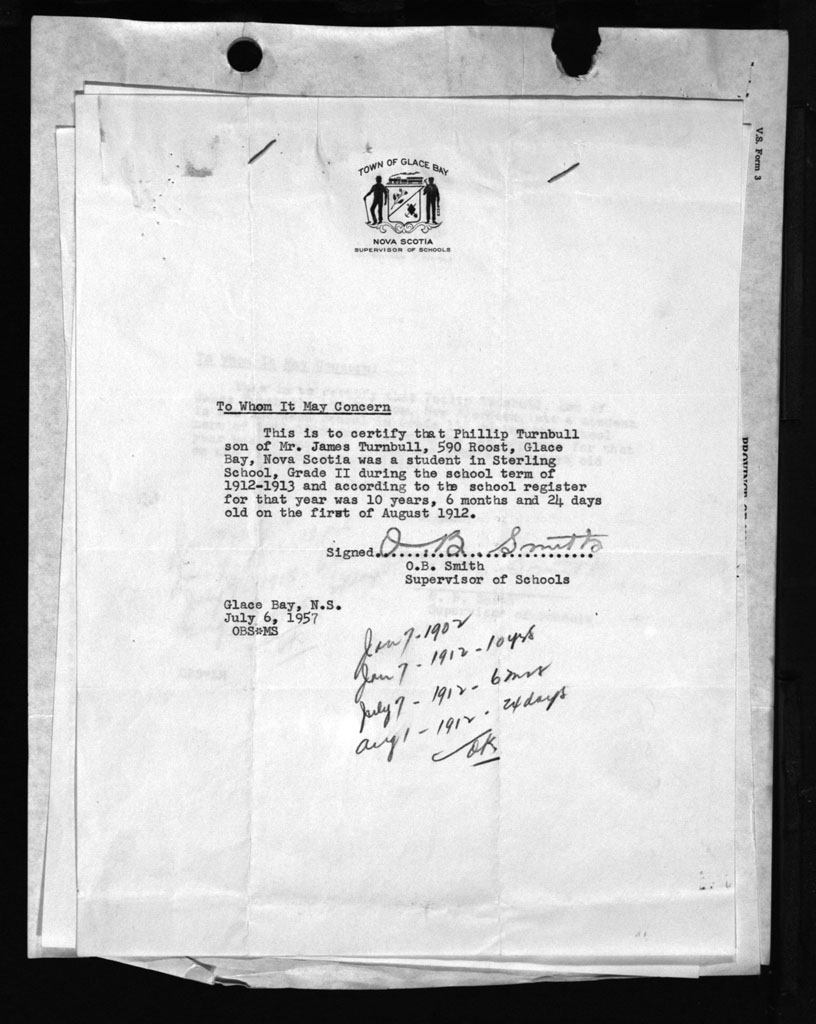 V.S. Form 3
TOWN OF GLACE BAY
NOVA SCOTIA
SUPERVISOR OF SCHOOLS
To Whom It May Concern
This is to certify that Phillip Turnbull
son of Mr. James Turnbull, 590 Roost, Glace
Bay, Nova Scotia was a student in Sterling
School, Grade II during the school term of
1912-1913 and according to the school register
for that year was 10 years, 6 months and 24 days
old on the first of August 1912.
Signed. O B Smith
O.B. Smith
Supervisor of Schools
Glace Bay, N.S.
July 6, 1957
OBS*MS
Jan 7 - 1902
Jan 7 - 1912 - 10 yrs
July 7 - 1912 - 6 mos
Aug 1 - 1912 - 24 days
OK